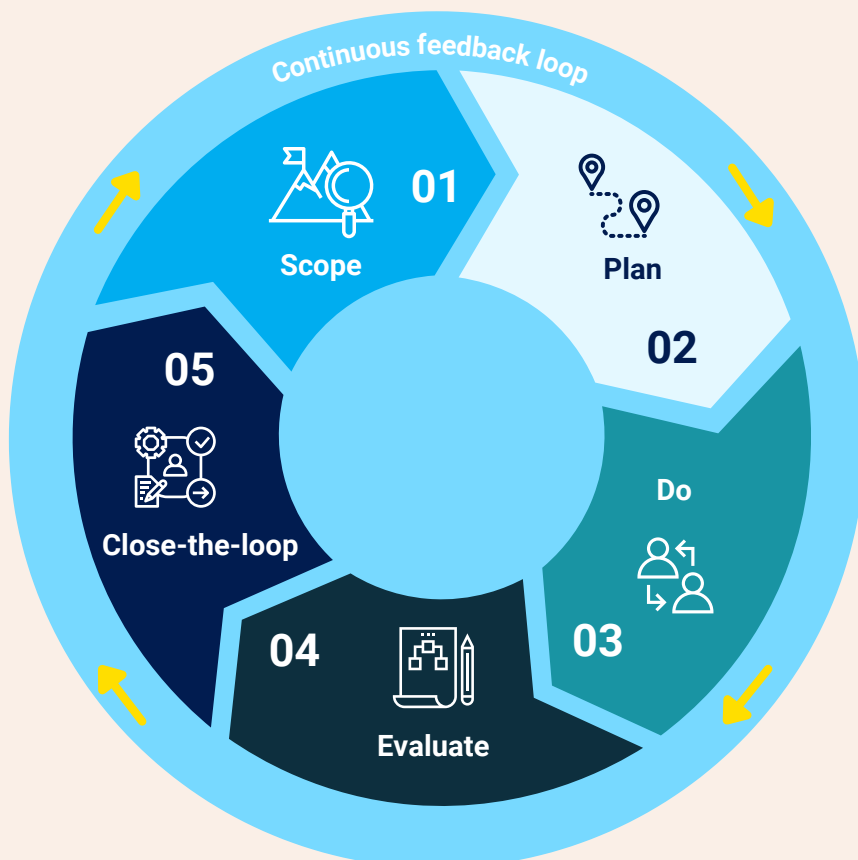 Continuous feedback loop
01
Scope
Plan
02
Do
03
04
Evaluate
05
Close-the-loop